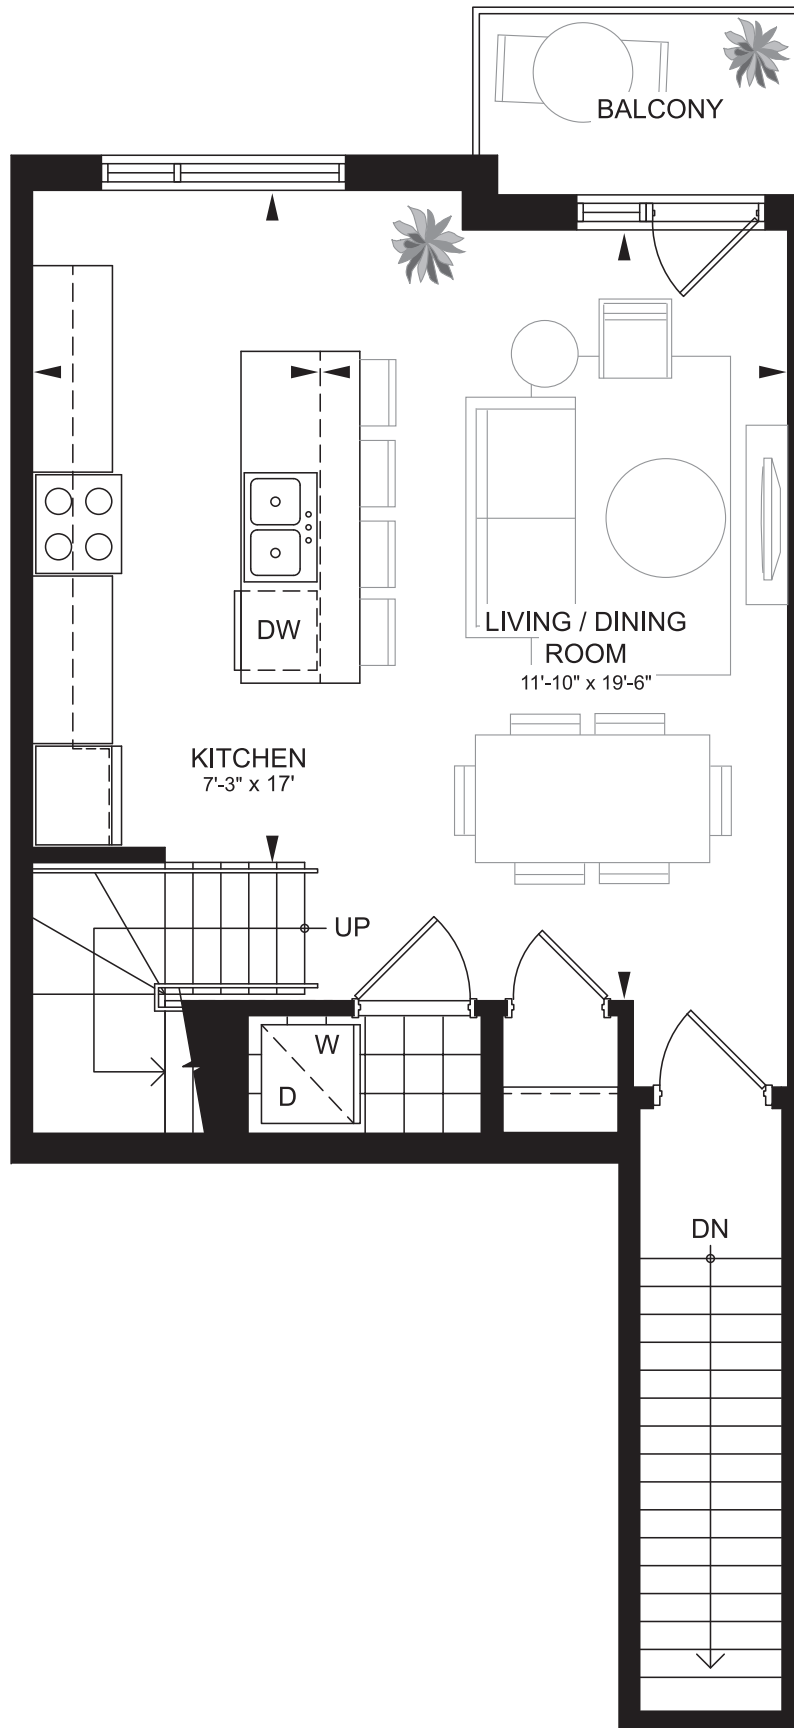 BALCONY
DW
LIVING / DINING
ROOM
11'-10" x 19'-6"
KITCHEN
7'-3" x 17'
UP
W
D
DN